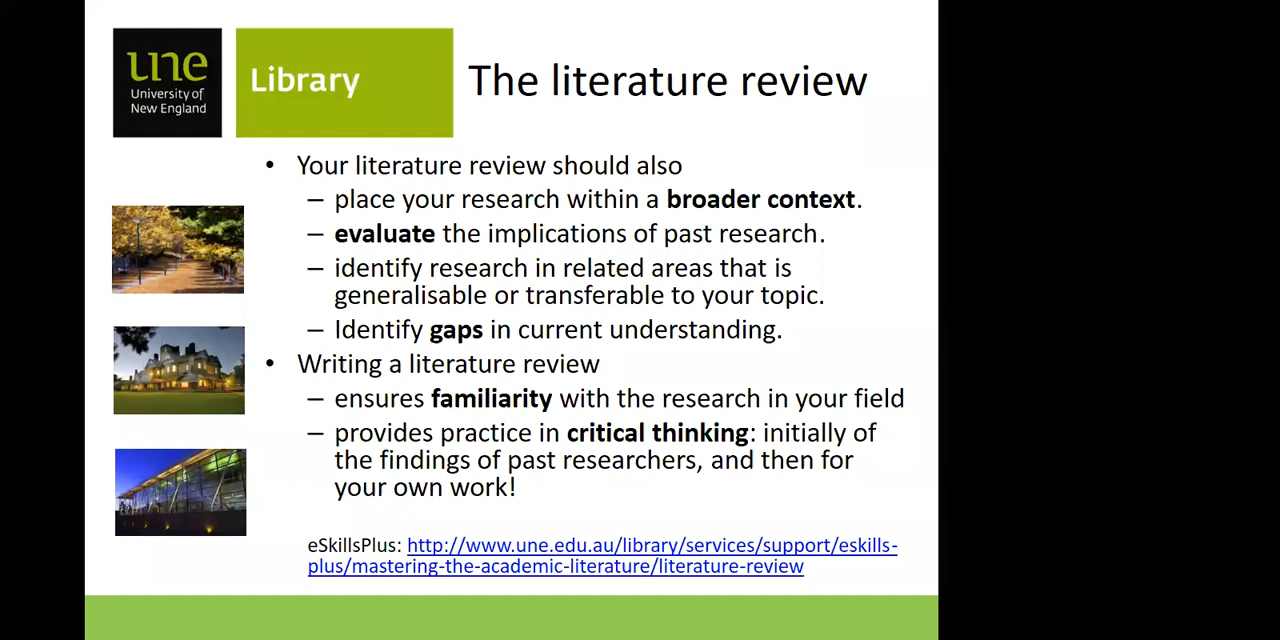 une
University of
New England
Library
The literature review
• Your literature review should also
– place your research within a broader context.
– evaluate the implications of past research.
– identify research in related areas that is
generalisable or transferable to your topic.
– Identify gaps in current understanding.
• Writing a literature review
– ensures familiarity with the research in your field
– provides practice in critical thinking: initially of
the findings of past researchers, and then for
your own work!
eSkillsPlus: http://www.une.edu.au/library/services/support/eskills-
plus/mastering-the-academic-literature/literature-review